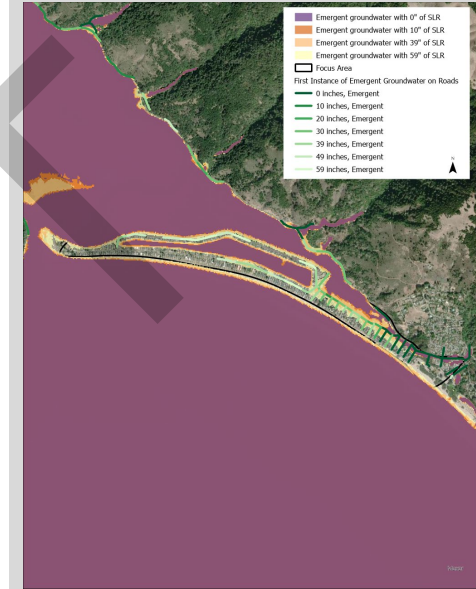 Emergent groundwater with 0" of SLR
Emergent groundwater with 10" of SLR
Emergent groundwater with 39" of SLR
Emergent groundwater with 59" of SLR
Focus Area
First Instance of Emergent Groundwater on Roads
0 inches, Emergent
10 inches, Emergent
20 inches, Emergent
30 inches, Emergent
39 inches, Emergent
49 inches, Emergent
59 inches, Emergent
N